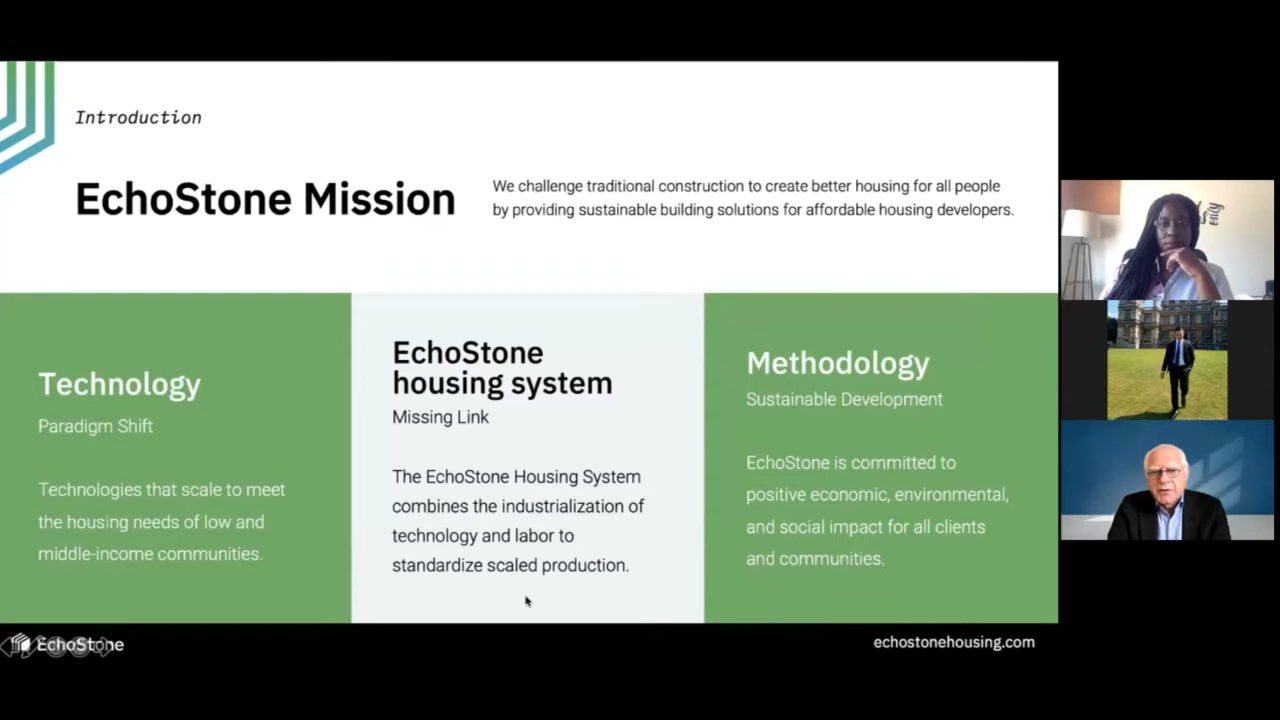 Introduction
EchoStone Mission
We challenge traditional construction to create better housing for all people
by providing sustainable building solutions for affordable housing developers.
Technology
Paradigm Shift
Technologies that scale to meet
the housing needs of low and
middle-income communities.
EchoStone
housing system
Missing Link
The EchoStone Housing System
combines the industrialization of
technology and labor to
standardize scaled production.
Methodology
Sustainable Development
EchoStone is committed to
positive economic, environmental,
and social impact for all clients
and communities.
EchoStone
echostonehousing.com